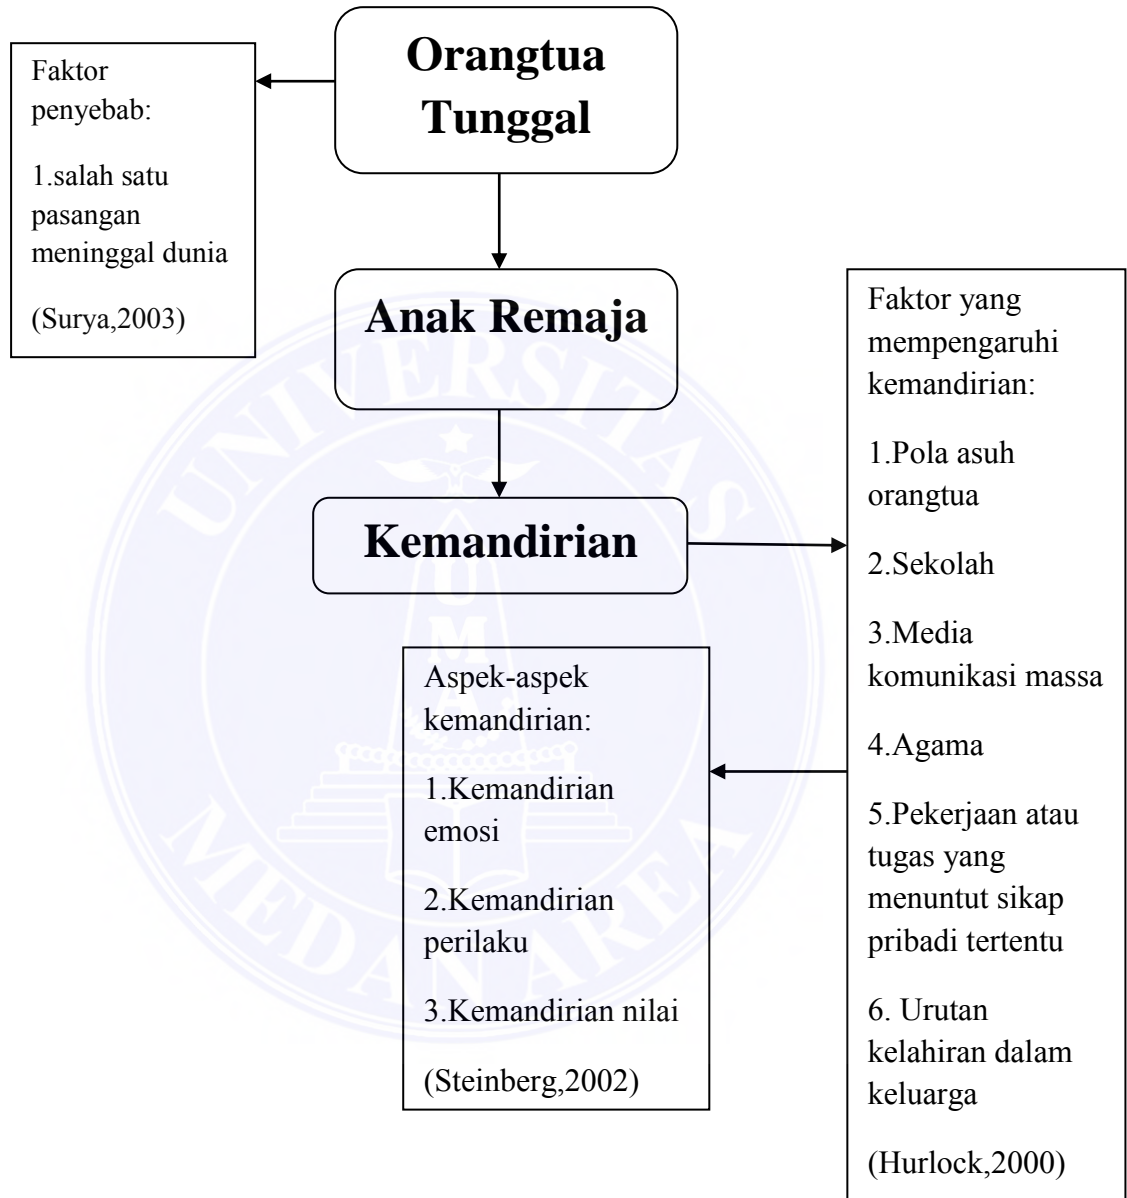 Orangtua
Tunggal
Faktor
penyebab:
1.salah satu
pasangan
meninggal dunia
(Surya,2003)
Anak Remaja
Kemandirian
Faktor yang
mempengaruhi
kemandirian:
1.Pola asuh
orangtua
2.Sekolah
3.Media
komunikasi massa
4.Agama
5.Pekerjaan atau
tugas yang
menuntut sikap
pribadi tertentu
6. Urutan
kelahiran dalam
keluarga
(Hurlock,2000)
Aspek-aspek
kemandirian:
1.Kemandirian
emosi
2.Kemandirian
perilaku
3.Kemandirian nilai
(Steinberg,2002)
UNIVERSITAS
MEDAN AREA
U
M
A